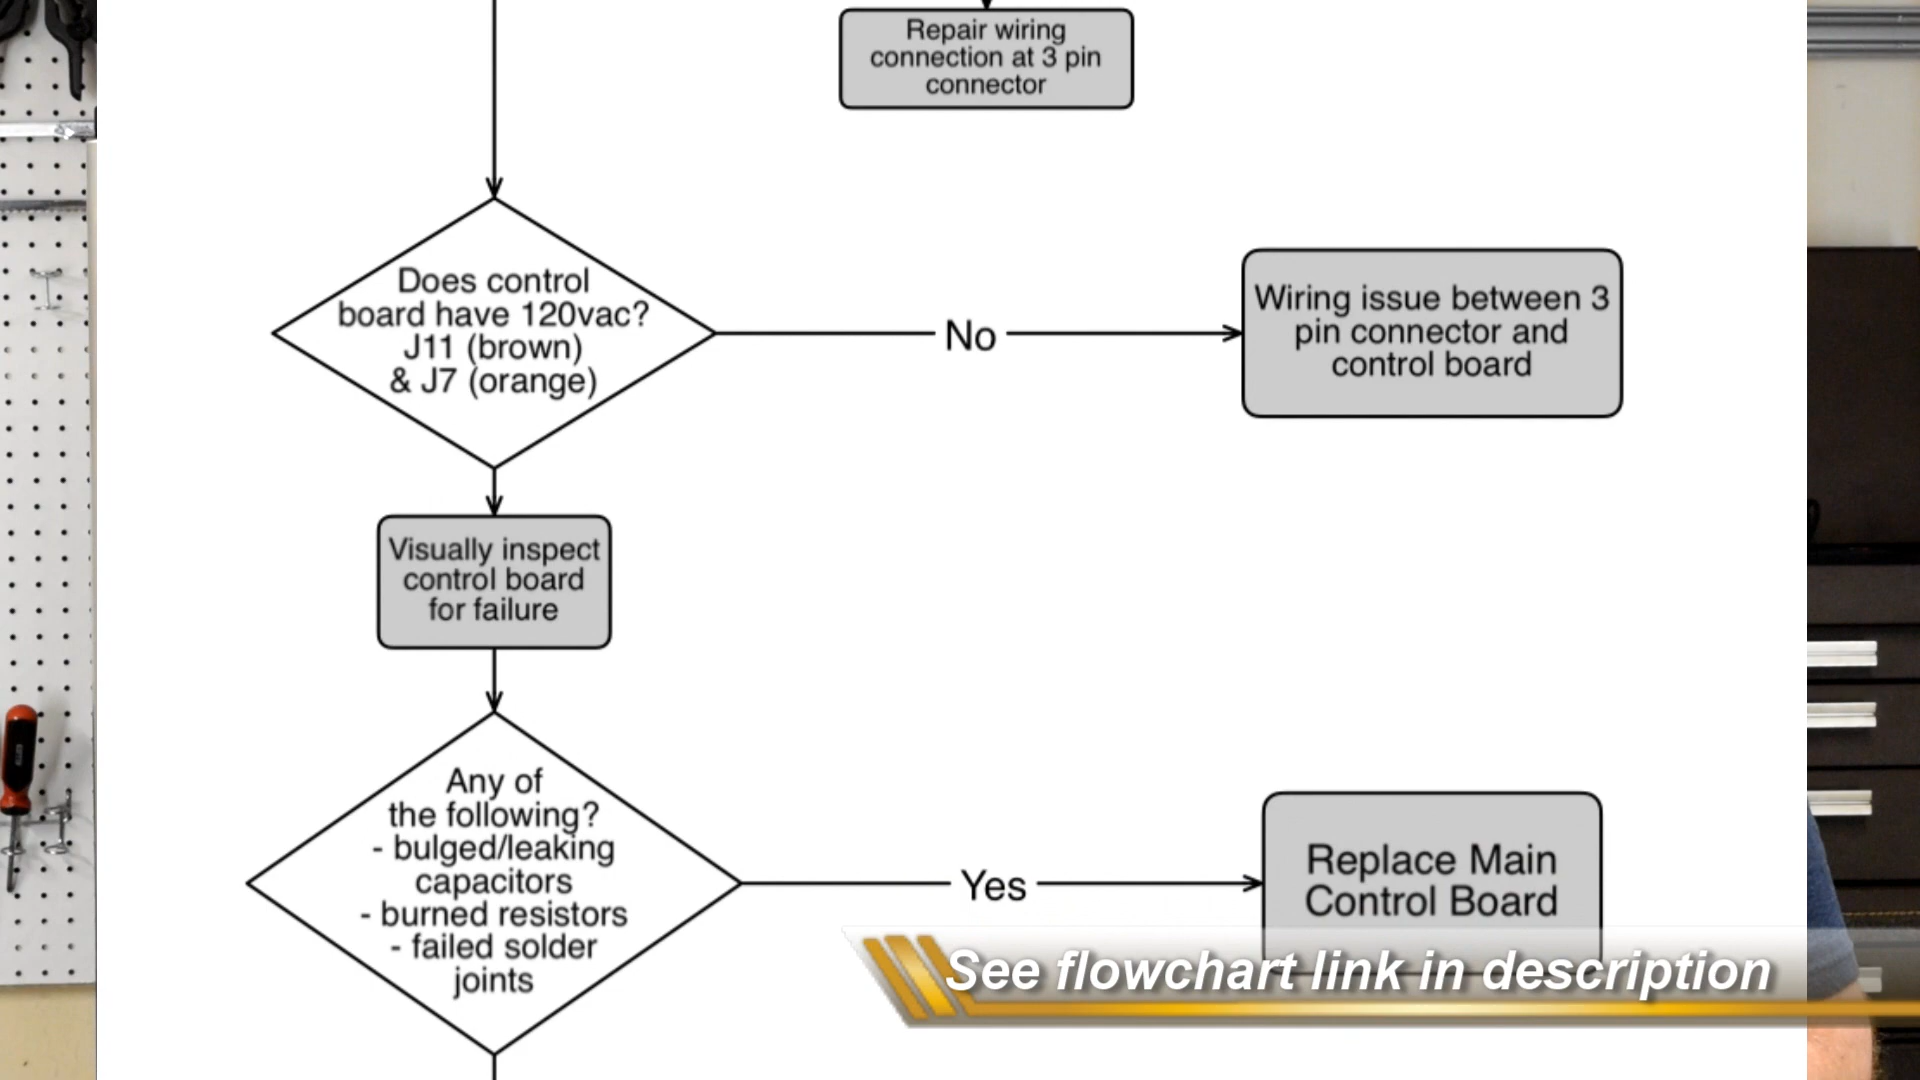 Repair wiring
connection at 3 pin
connector
Does control
board have 120vac?
J11 (brown)
& J7 (orange)
No
Wiring issue between 3
pin connector and
control board
Visually inspect
control board
for failure
Any of
the following?
- bulged/leaking
capacitors
- burned resistors
- failed solder
joints
Yes
Replace Main
Control Board
See flowchart link in description